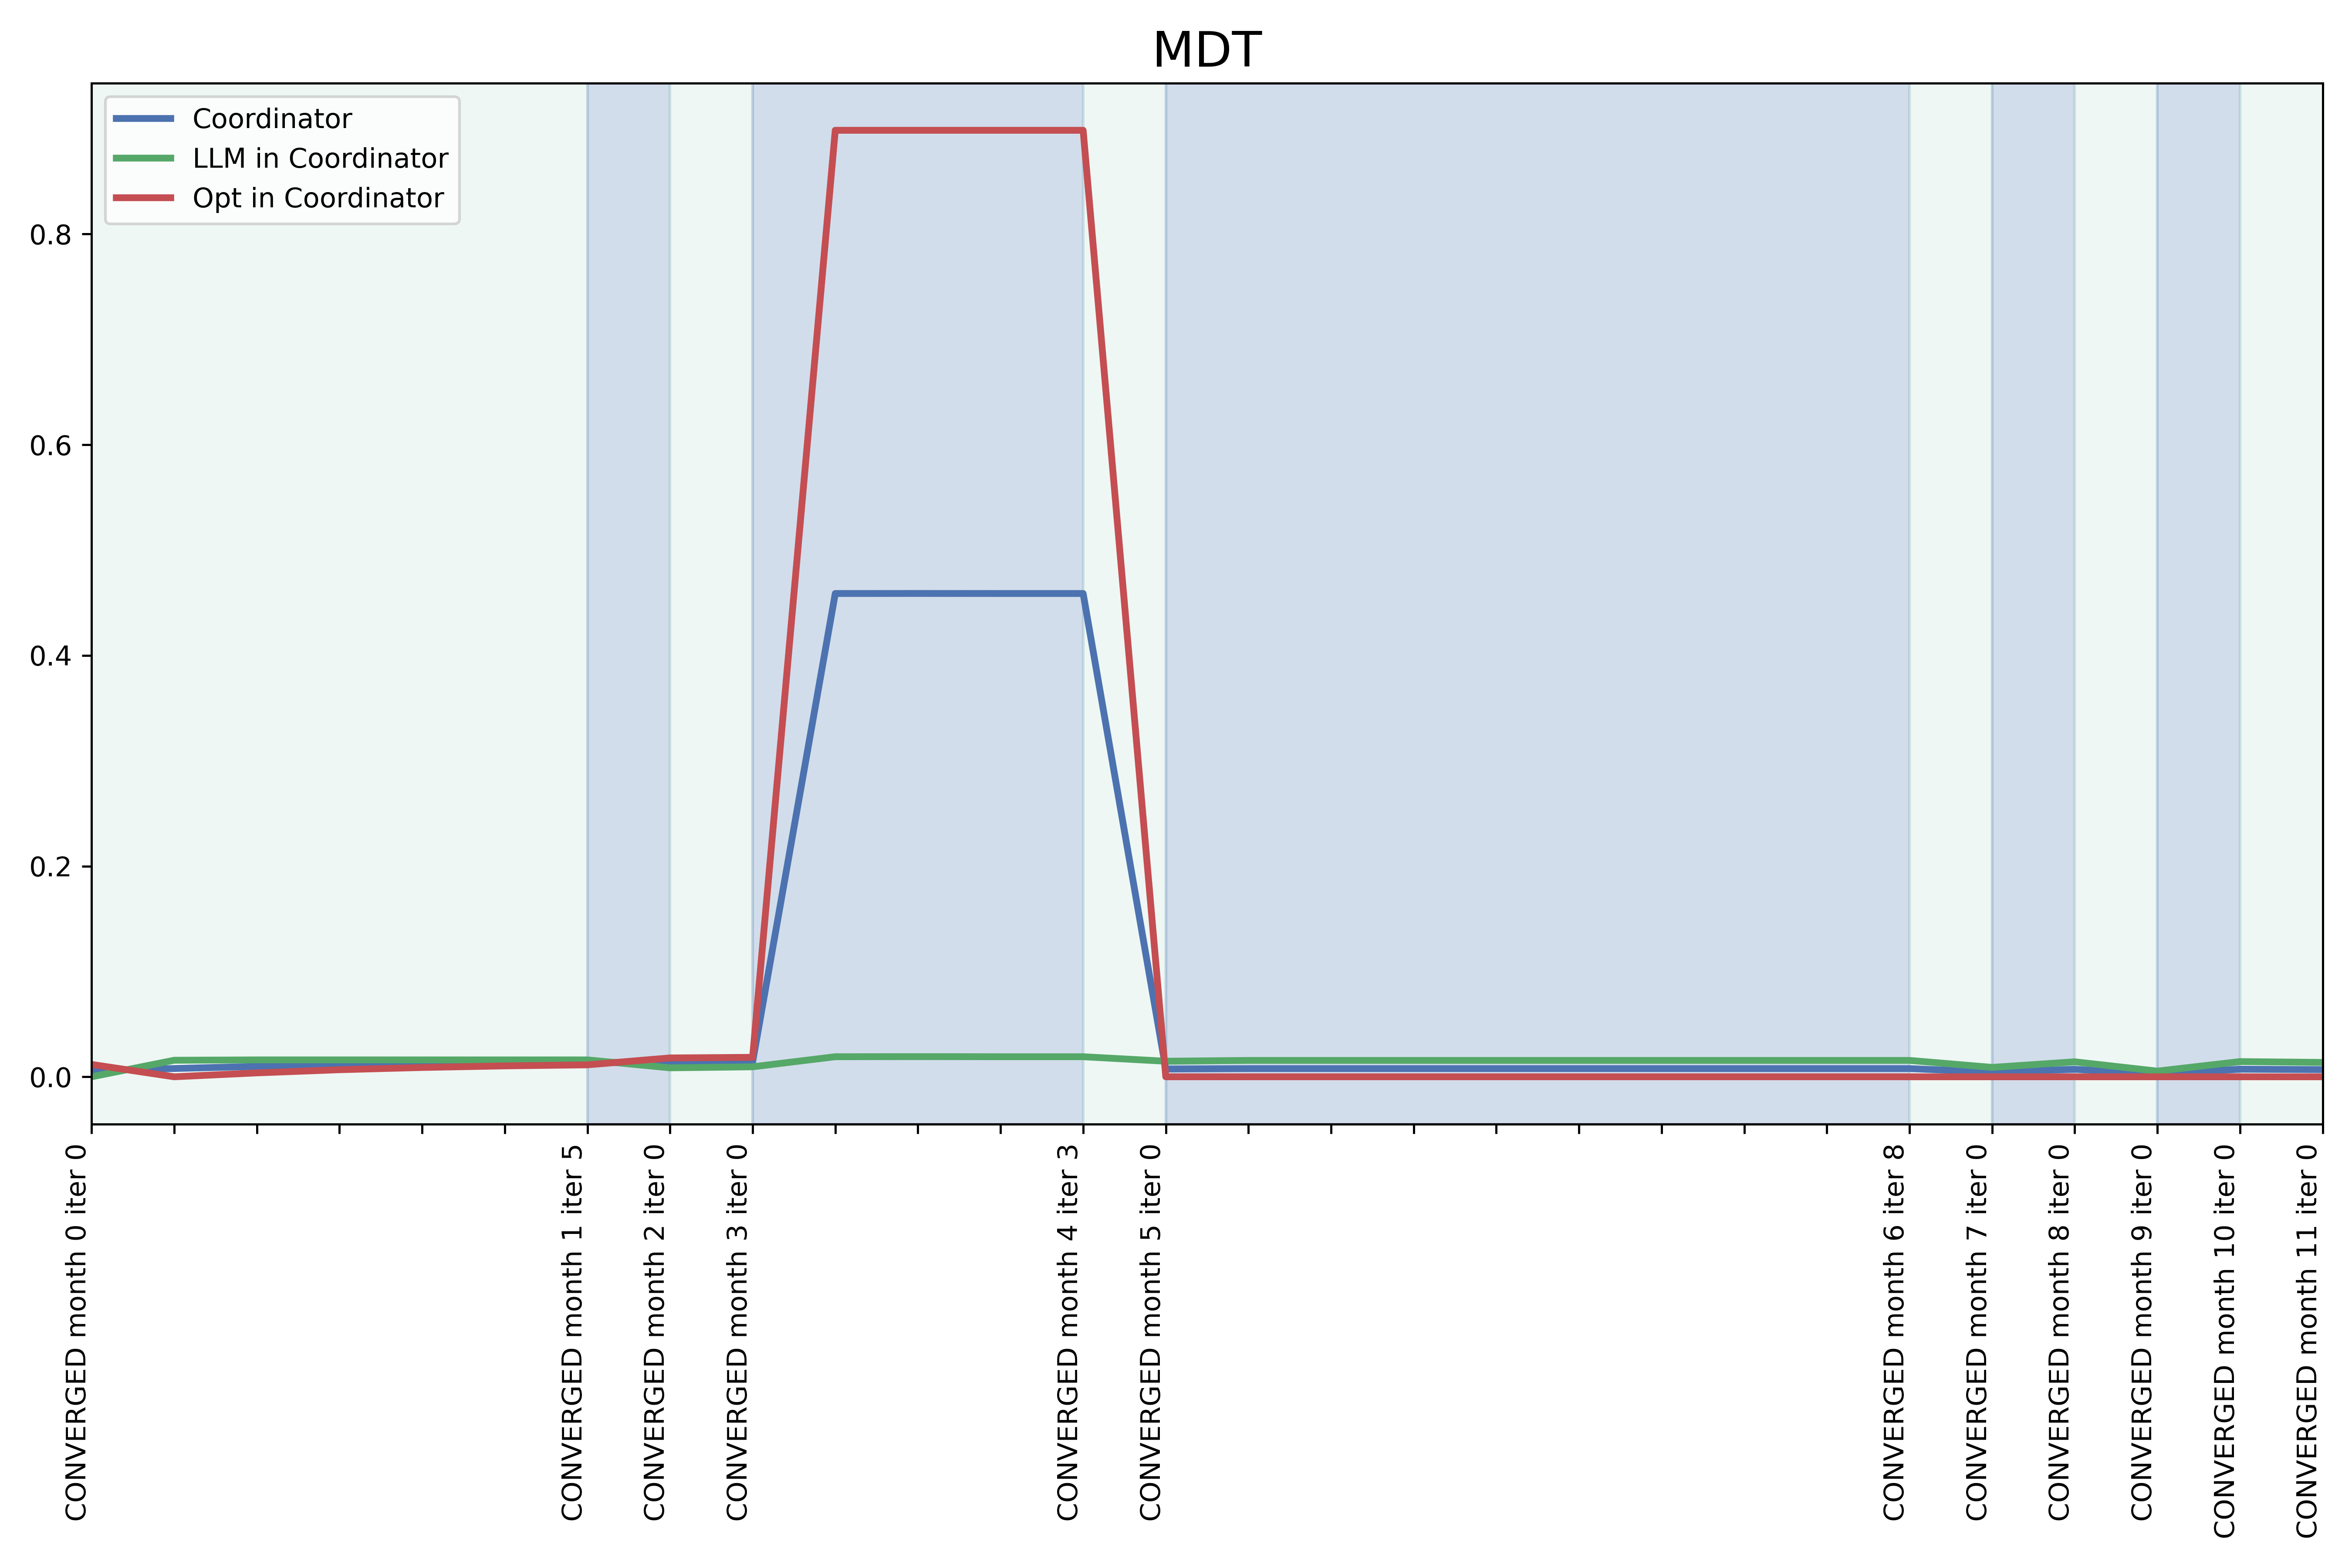 MDT
Coordinator
LLM in Coordinator
Opt in Coordinator
0.8
0.6
0.4
0.2
0.0
CONVERGED month 0 iter 0
CONVERGED month 1 iter 5
CONVERGED month 2 iter 0
CONVERGED month 3 iter 0
CONVERGED month 4 iter 3
CONVERGED month 5 iter 0
CONVERGED month 6 iter 8
CONVERGED month 7 iter 0
CONVERGED month 8 iter 0
CONVERGED month 9 iter 0
CONVERGED month 10 iter 0
CONVERGED month 11 iter 0